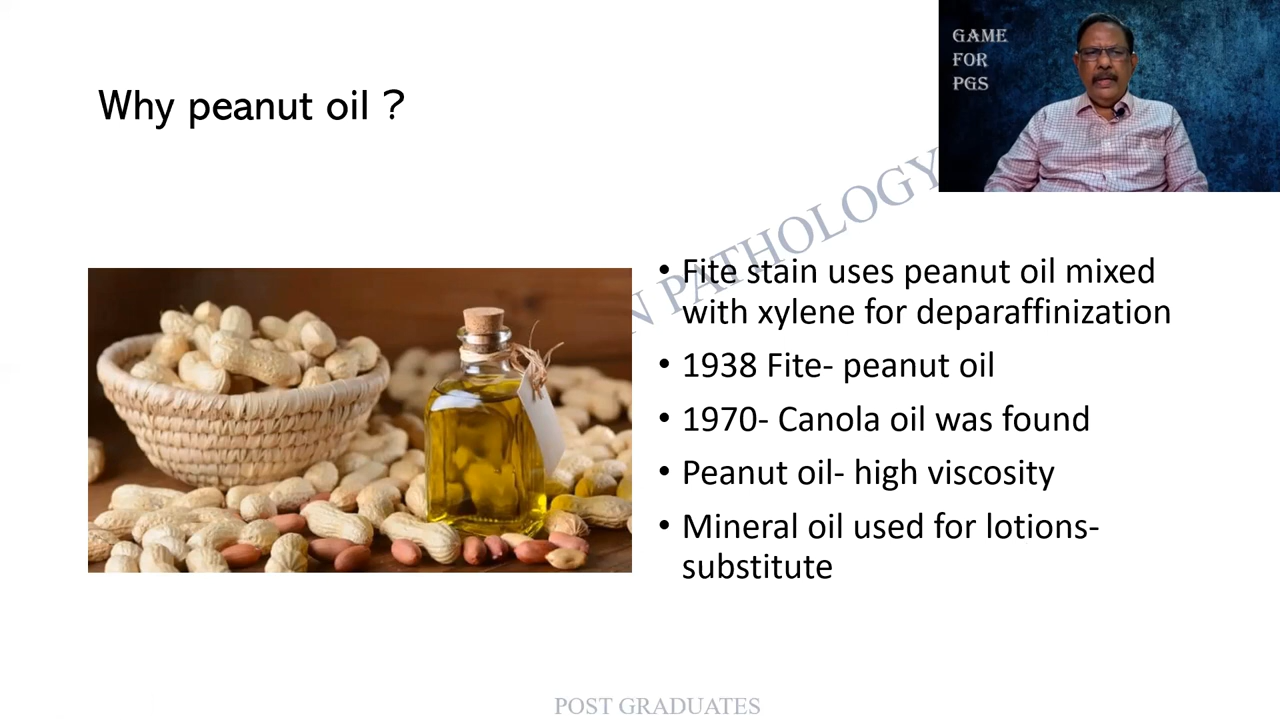 GAME
FOR
PGS
Why peanut oil ?
N PATHOLOGY
• Fite stain uses peanut oil mixed
with xylene for deparaffinization
• 1938 Fite- peanut oil
• 1970- Canola oil was found
• Peanut oil- high viscosity
• Mineral oil used for lotions-
substitute
POST GRADUATES